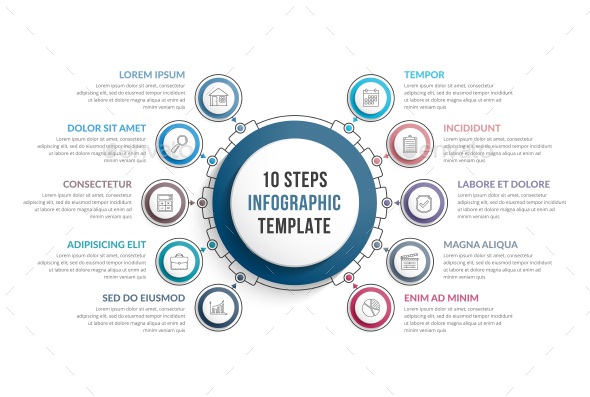 LOREM IPSUM
Lorem ipsum dolor sit amet, consectetur
adipiscing elit, sed do eiusmod tempor incididunt
ut labore et dolore magna aliqua. Ut enim ad
minim veniam quis
DOLOR SIT AMET
Lorem ipsum dolor sit amet, consectetur
adipiscing elit, sed do eiusmod tempor incididunt
ut labore et dolore magna aliqua. Ut enim ad
minim veniam quis
CONSECTETUR
Lorem ipsum dolor sit amet, consectetur
adipiscing elit, sed do eiusmod tempor incididunt
ut labore et dolore magna aliqua. Ut enim ad
minim veniam quis
ADIPISICING ELIT
Lorem ipsum dolor sit amet, consectetur
adipiscing elit, sed do eiusmod tempor incididunt
ut labore et dolore magna aliqua. Ut enim ad
minim veniam quis
SED DO EIUSMOD
Lorem ipsum dolor sit amet, consectetur
adipiscing elit, sed do eiusmod tempor incididunt
ut labore et dolore magna aliqua. Ut enim ad
minim veniam quis
10 STEPS
INFOGRAPHIC
TEMPLATE
TEMPOR
Lorem ipsum dolor sit amet, consectetur
adipiscing elit, sed do eiusmod tempor incididunt
ut labore et dolore magna aliqua. Ut enim ad
minim veniam quis
INCIDIDUNT
Lorem ipsum dolor sit amet, consectetur
adipiscing elit, sed do eiusmod tempor incididunt
ut labore et dolore magna aliqua. Ut enim ad
minim veniam quis
LABORE ET DOLORE
Lorem ipsum dolor sit amet, consectetur
adipiscing elit, sed do eiusmod tempor incididunt
ut labore et dolore magna aliqua. Ut enim ad
minim veniam quis
MAGNA ALIQUA
Lorem ipsum dolor sit amet, consectetur
adipiscing elit, sed do eiusmod tempor incididunt
ut labore et dolore magna aliqua. Ut enim ad
minim veniam quis
ENIM AD MINIM
Lorem ipsum dolor sit amet, consectetur
adipiscing elit, sed do eiusmod tempor incididunt
ut labore et dolore magna aliqua. Ut enim ad
minim veniam quis